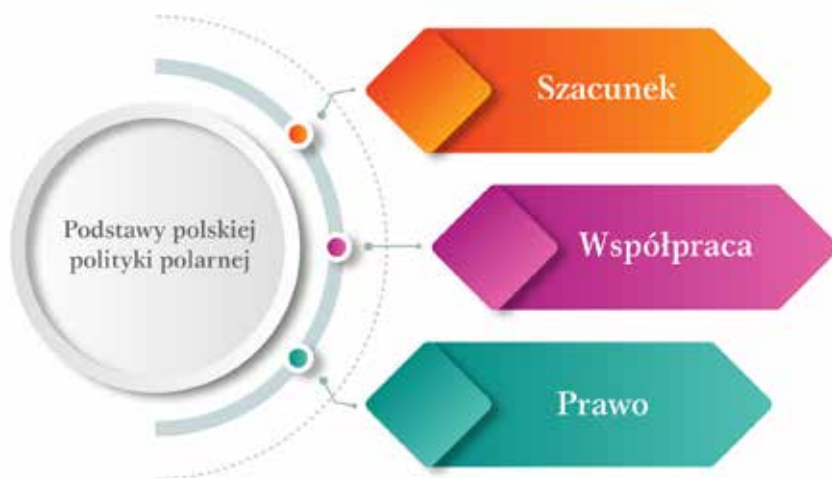 Podstawy polskiej
polityki polarnej
Szacunek
Współpraca
Prawo